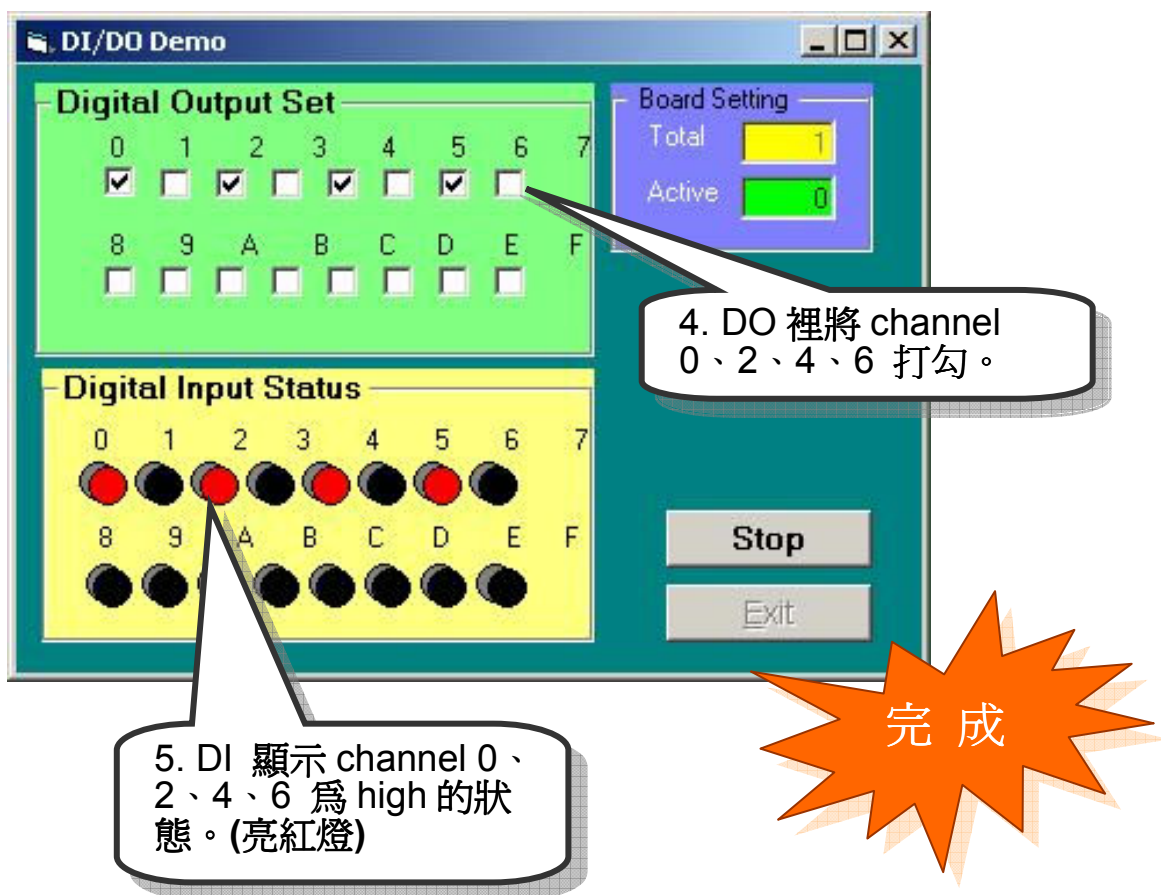 DI/DO Demo
Digital Output Set
0 1 2 3 4 5 6 7
8 9 A B C D E F
Board Setting
Total 1
Active 0
4. DO 裡將 channel
0、2、4、6 打勾。
Digital Input Status
0 1 2 3 4 5 6 7
8 9 A B C D E F
Stop
Exit
完 成
5. DI 顯示 channel 0、
2、4、6 爲 high 的狀
態。(亮紅燈)